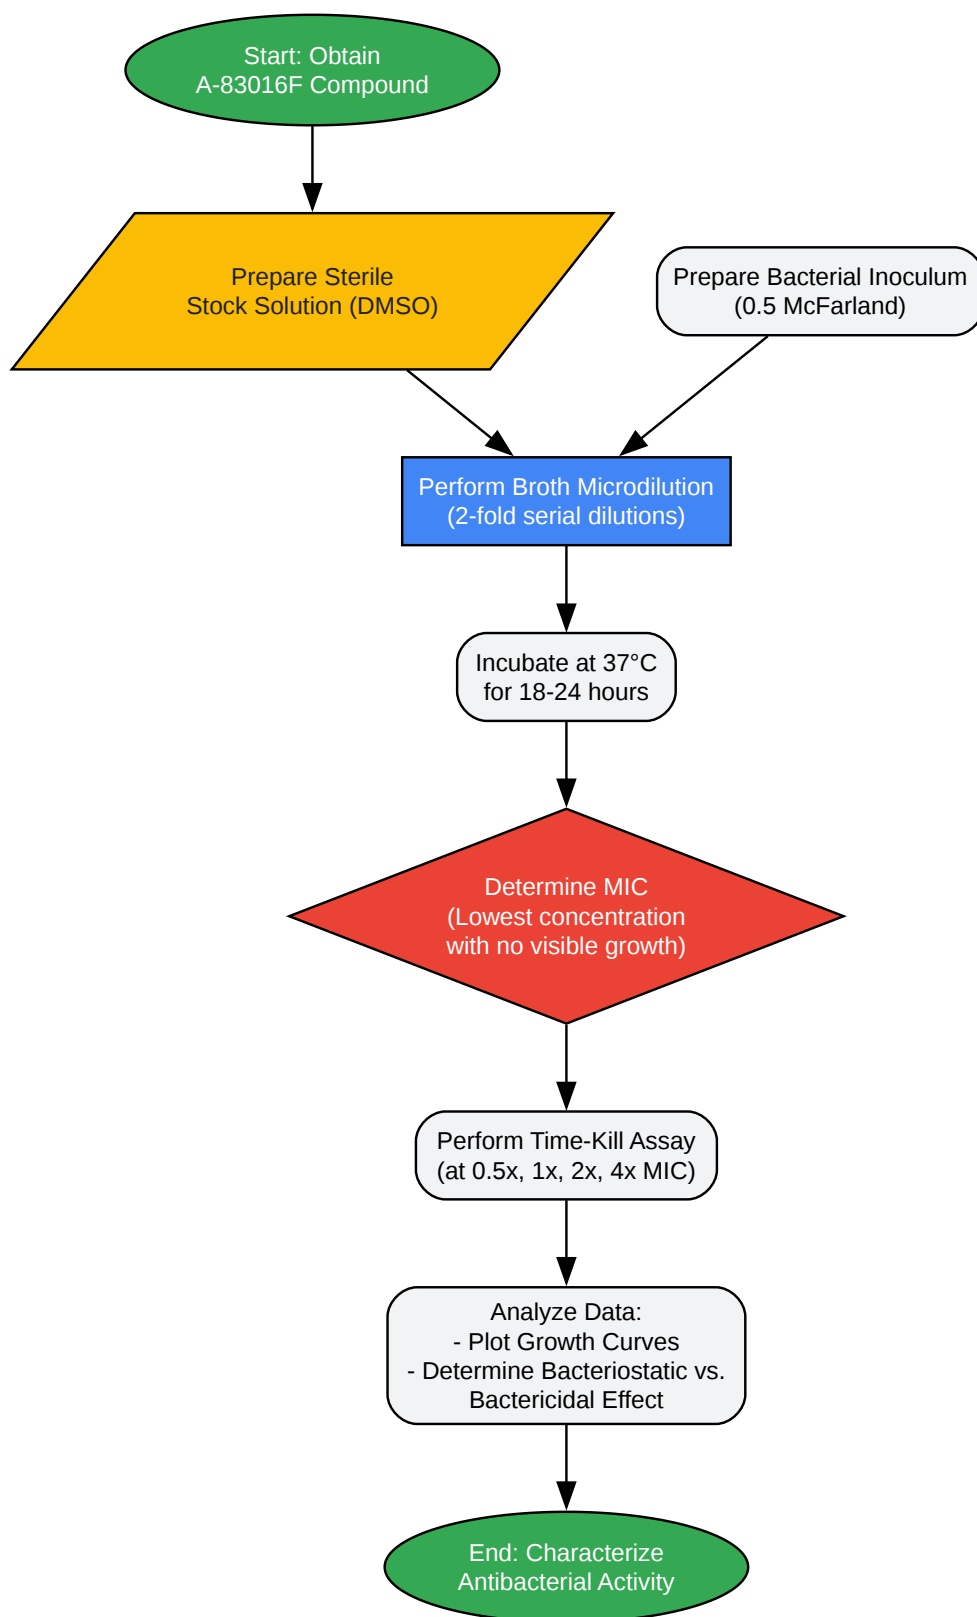 Start: Obtain
A-83016F Compound
Prepare Sterile
Stock Solution (DMSO)
Prepare Bacterial Inoculum
(0.5 McFarland)
Perform Broth Microdilution
(2-fold serial dilutions)
Incubate at 37°C
for 18-24 hours
Determine MIC
(Lowest concentration
with no visible growth)
Perform Time-Kill Assay
(at 0.5x, 1x, 2x, 4x MIC)
Analyze Data:
- Plot Growth Curves
- Determine Bacteriostatic vs.
Bactericidal Effect
End: Characterize
Antibacterial Activity